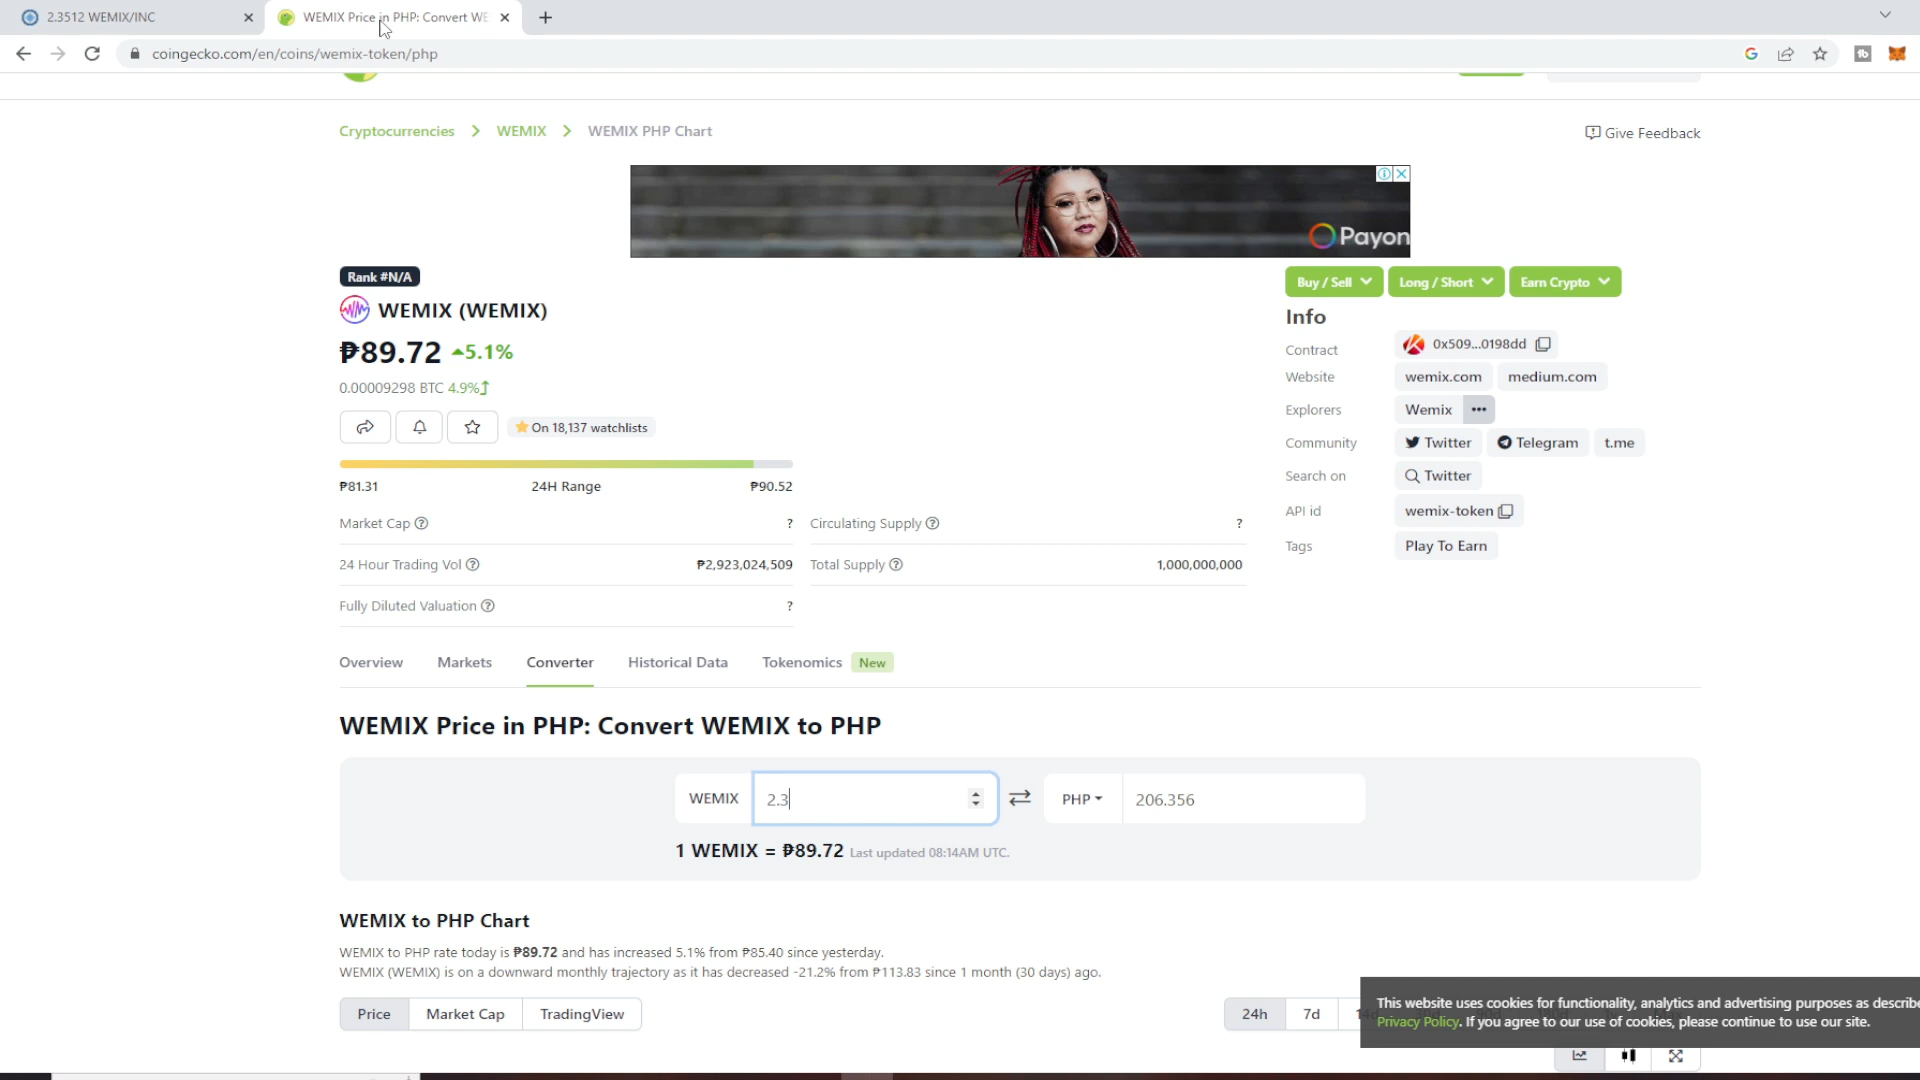 2.3512 WEMIX/INC
WEMIX Price in PHP: Convert WE
coingecko.com/en/coins/wemix-token/php
Cryptocurrencies > WEMIX > WEMIX PHP Chart
Give Feedback
Payon
Rank #N/A
WEMIX (WEMIX)
₱89.72 5.1%
0.00009298 BTC 4.9%
On 18,137 watchlists
₱81.31 24H Range ₱90.52
Market Cap ?
Circulating Supply ?
24 Hour Trading Vol ₱2,923,024,509
Total Supply 1,000,000,000
Fully Diluted Valuation ?
Buy / Sell Long / Short Earn Crypto
Info
Contract 0x509...0198dd
Website wemix.com medium.com
Explorers Wemix •••
Community Twitter Telegram t.me
Search on Twitter
API id wemix-token
Tags Play To Earn
Overview Markets Converter Historical Data Tokenomics New
WEMIX Price in PHP: Convert WEMIX to PHP
WEMIX 2.3 PHP 206.356
1 WEMIX = ₱89.72 Last updated 08:14AM UTC.
WEMIX to PHP Chart
WEMIX to PHP rate today is ₱89.72 and has increased 5.1% from ₱85.40 since yesterday.
WEMIX (WEMIX) is on a downward monthly trajectory as it has decreased -21.2% from ₱113.83 since 1 month (30 days) ago.
Price Market Cap TradingView
24h 7d 14d
This website uses cookies for functionality, analytics and advertising purposes as describe
Privacy Policy. If you agree to our use of cookies, please continue to use our site.